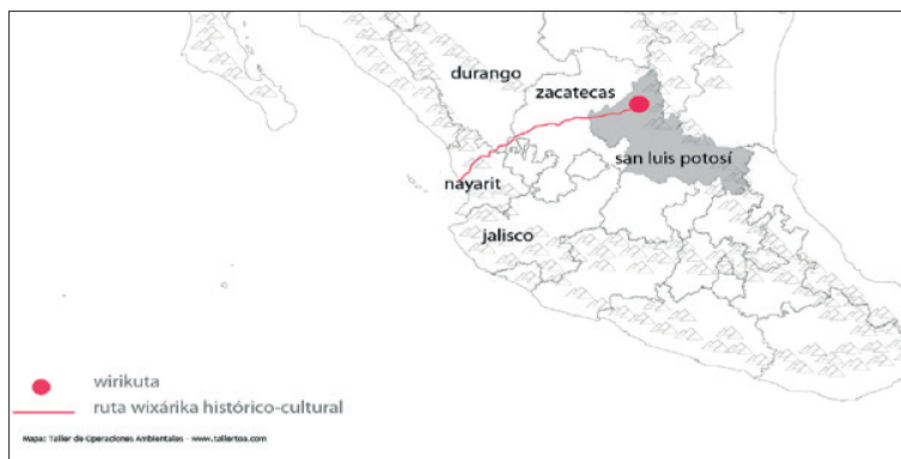 durango
zacatecas
san luis potosí
nayarit
jalisco
wirikuta
ruta wixárika histórico-cultural
Mapa: Taller de Operaciones Ambientales - www.tallertoa.com